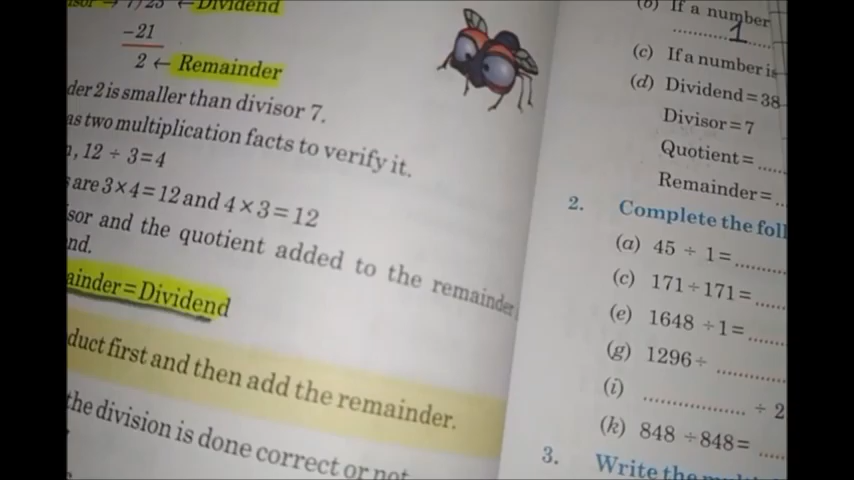 7)23 ← Dividend
−21
2 ← Remainder
der 2 is smaller than divisor 7.
as two multiplication facts to verify it.
, 12 ÷ 3=4
are 3×4=12 and 4×3=12
sor and the quotient added to the remainder
nd.
ainder=Dividend
duct first and then add the remainder.
the division is done correct or not
(b) If a number
1
(c) If a number is
(d) Dividend=38
Divisor=7
Quotient= ......
Remainder= ..
2. Complete the foll
(a) 45 ÷ 1= .........
(c) 171÷171= ......
(e) 1648 ÷1= .......
(g) 1296÷ .............
(i) ................... ÷ 2
(k) 848 ÷848= .....
3. Write the